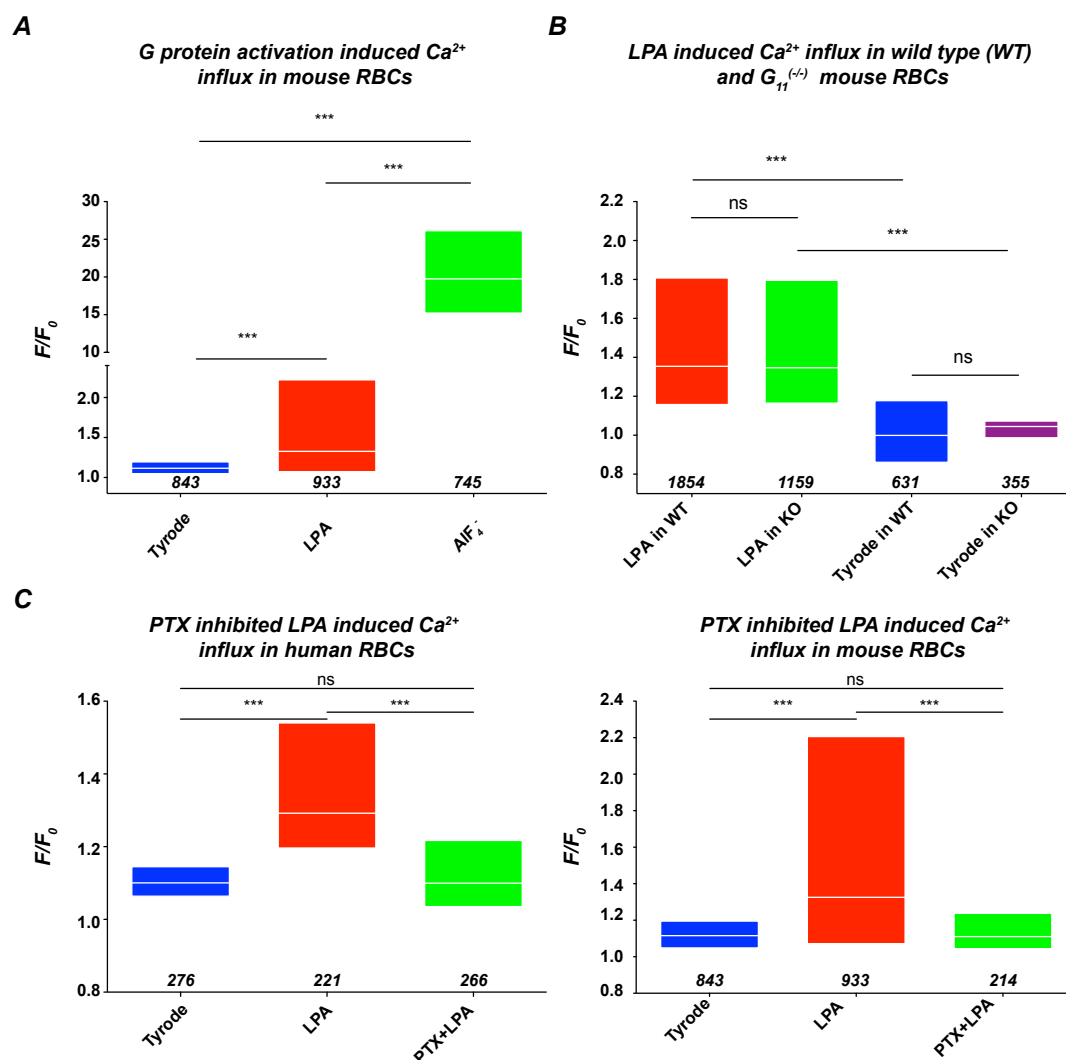 A
G protein activation induced Ca²⁺
influx in mouse RBCs
***
***
***
F/F₀
30
25
20
15
10
2.0
1.5
1.0
843
933
745
Tyrode
LPA
AlF₄⁻
B
LPA induced Ca²⁺ influx in wild type (WT)
and G₁₁⁽⁻/⁻⁾ mouse RBCs
***
ns
***
ns
F/F₀
2.2
2.0
1.8
1.6
1.4
1.2
1.0
0.8
1854
1159
631
355
LPA in WT
LPA in KO
Tyrode in WT
Tyrode in KO
C
PTX inhibited LPA induced Ca²⁺
influx in human RBCs
ns
***
***
F/F₀
1.6
1.4
1.2
1.0
0.8
276
221
266
Tyrode
LPA
PTX+LPA
PTX inhibited LPA induced Ca²⁺
influx in mouse RBCs
ns
***
***
F/F₀
2.4
2.2
2.0
1.8
1.6
1.4
1.2
1.0
0.8
843
933
214
Tyrode
LPA
PTX+LPA